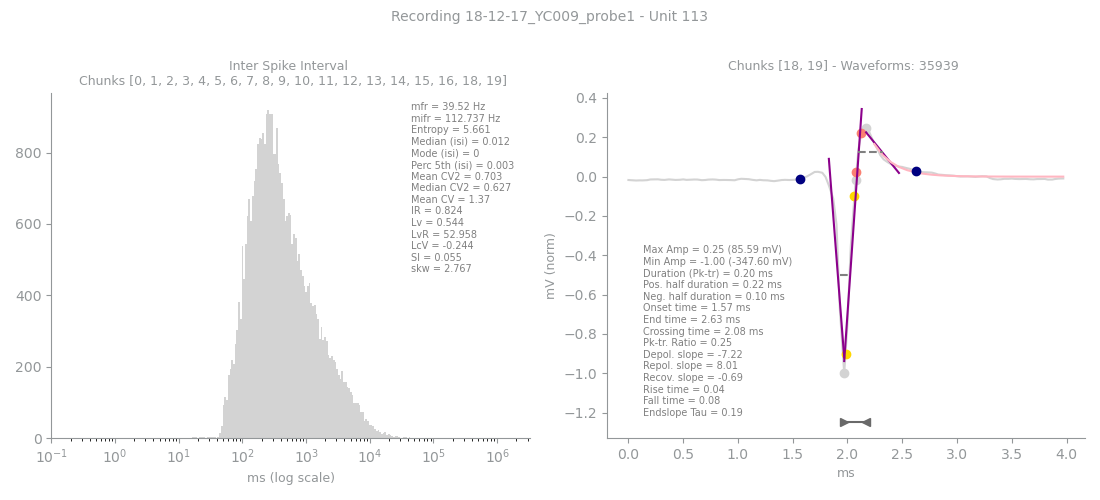 Recording 18-12-17_YC009_probe1 - Unit 113
Inter Spike Interval
Chunks [0, 1, 2, 3, 4, 5, 6, 7, 8, 9, 10, 11, 12, 13, 14, 15, 16, 18, 19]
mfr = 39.52 Hz
mifr = 112.737 Hz
Entropy = 5.661
Median (isi) = 0.012
Mode (isi) = 0
Perc 5th (isi) = 0.003
Mean CV2 = 0.703
Median CV2 = 0.627
Mean CV = 1.37
IR = 0.824
Lv = 0.544
LvR = 52.958
LcV = -0.244
SI = 0.055
skw = 2.767
800
600
400
200
0
10⁻¹ 10⁰ 10¹ 10² 10³ 10⁴ 10⁵ 10⁶
ms (log scale)
Chunks [18, 19] - Waveforms: 35939
0.4
0.2
0.0
−0.2
−0.4
−0.6
−0.8
−1.0
−1.2
mV (norm)
Max Amp = 0.25 (85.59 mV)
Min Amp = -1.00 (-347.60 mV)
Duration (Pk-tr) = 0.20 ms
Pos. half duration = 0.22 ms
Neg. half duration = 0.10 ms
Onset time = 1.57 ms
End time = 2.63 ms
Crossing time = 2.08 ms
Pk-tr. Ratio = 0.25
Depol. slope = -7.22
Repol. slope = 8.01
Recov. slope = -0.69
Rise time = 0.04
Fall time = 0.08
Endslope Tau = 0.19
0.0 0.5 1.0 1.5 2.0 2.5 3.0 3.5 4.0
ms